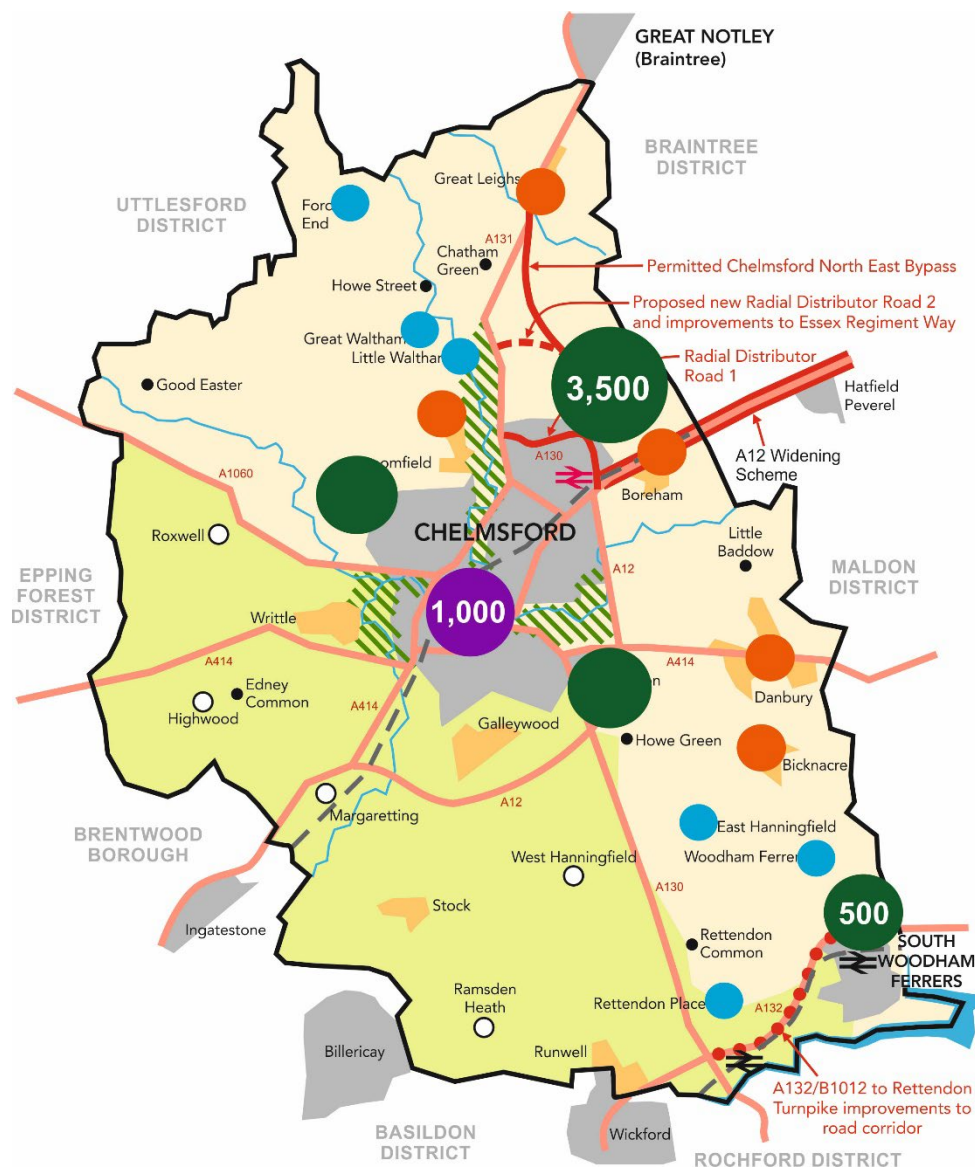 GREAT NOTLEY
(Braintree)
BRAINTREE
DISTRICT
UTTLESFORD
DISTRICT
Great Leighs
Ford
End
A131
Chatham
Green
Howe Street
Permitted Chelmsford North East Bypass
Proposed new Radial Distributor Road 2
and improvements to Essex Regiment Way
Great Waltham
Little Waltham
Radial Distributor
Road 1
3,500
Good Easter
Hatfield
Peverel
A130
A12 Widening
Scheme
omfield
A1060
Boreham
Roxwell
CHELMSFORD
Little
Baddow
EPPING
FOREST
DISTRICT
A12
MALDON
DISTRICT
Writtle
1,000
A414
A414
Edney
Common
Highwood
A414
on
Danbury
Galleywood
Howe Green
Bicknacre
Margaretting
A12
East Hanningfield
BRENTWOOD
BOROUGH
West Hanningfield
Woodham Ferrer
A130
Stock
500
Ingatestone
Rettendon
Common
SOUTH
WOODHAM
FERRERS
Ramsden
Heath
Rettendon Place
A132
Billericay
Runwell
A132/B1012 to Rettendon
Turnpike improvements to
road corridor
BASILDON
DISTRICT
Wickford
ROCHFORD DISTRICT